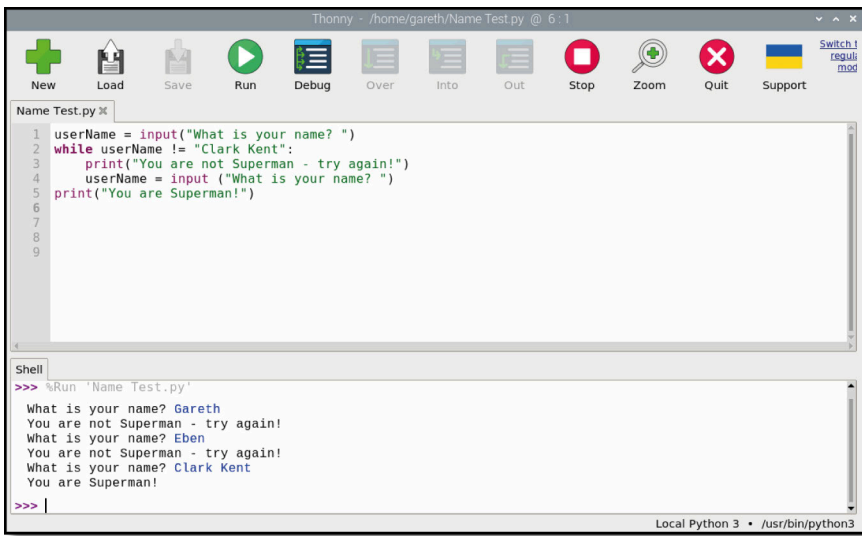 Thonny - /home/gareth/Name Test.py @ 6:1
New Load Save Run Debug Over Into Out Stop Zoom Quit Support
Switch t
regula
mod
Name Test.py
1 userName = input("What is your name? ")
2 while userName != "Clark Kent":
3     print("You are not Superman - try again!")
4     userName = input ("What is your name? ")
5 print("You are Superman!")
6
7
8
9
Shell
>>> %Run 'Name Test.py'
What is your name? Gareth
You are not Superman - try again!
What is your name? Eben
You are not Superman - try again!
What is your name? Clark Kent
You are Superman!
>>>
Local Python 3 • /usr/bin/python3